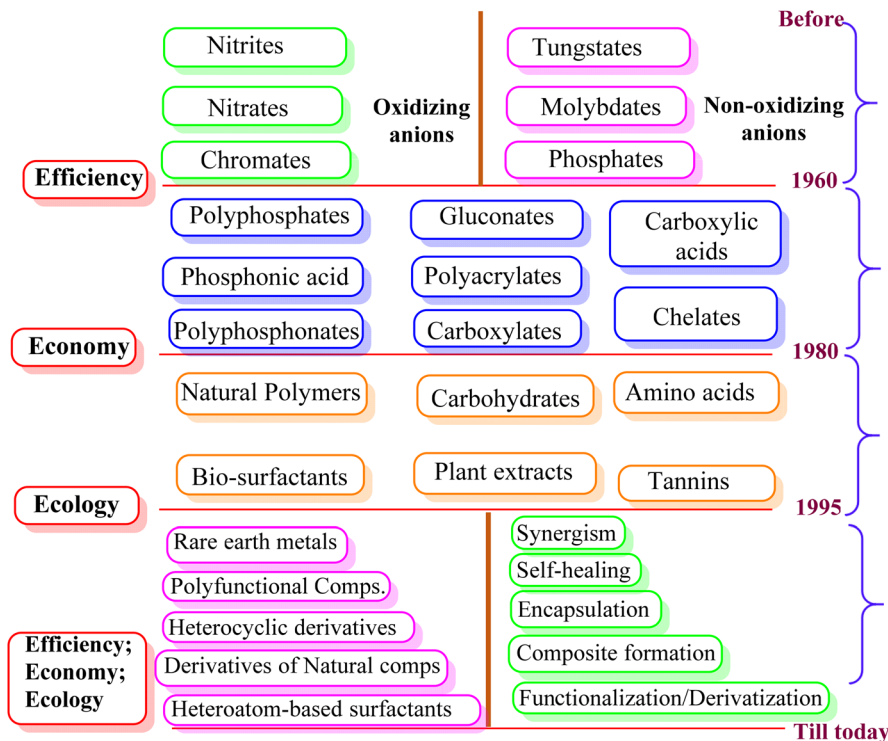 Before
Nitrites
Tungstates
Nitrates
Oxidizing
anions
Molybdates
Non-oxidizing
anions
Chromates
Phosphates
Efficiency
1960
Polyphosphates
Gluconates
Carboxylic
acids
Phosphonic acid
Polyacrylates
Polyphosphonates
Carboxylates
Chelates
Economy
1980
Natural Polymers
Carbohydrates
Amino acids
Bio-surfactants
Plant extracts
Tannins
Ecology
1995
Rare earth metals
Polyfunctional Comps.
Heterocyclic derivatives
Derivatives of Natural comps
Heteroatom-based surfactants
Synergism
Self-healing
Encapsulation
Composite formation
Functionalization/Derivatization
Efficiency;
Economy;
Ecology
Till today